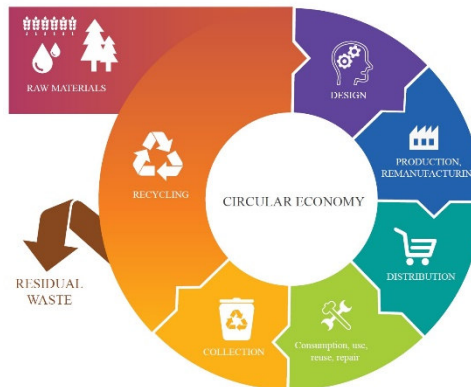 RAW MATERIALS
DESIGN
PRODUCTION,
REMANUFACTURIN
DISTRIBUTION
Consumption, use,
reuse, repair
COLLECTION
RECYCLING
RESIDUAL
WASTE
CIRCULAR ECONOMY